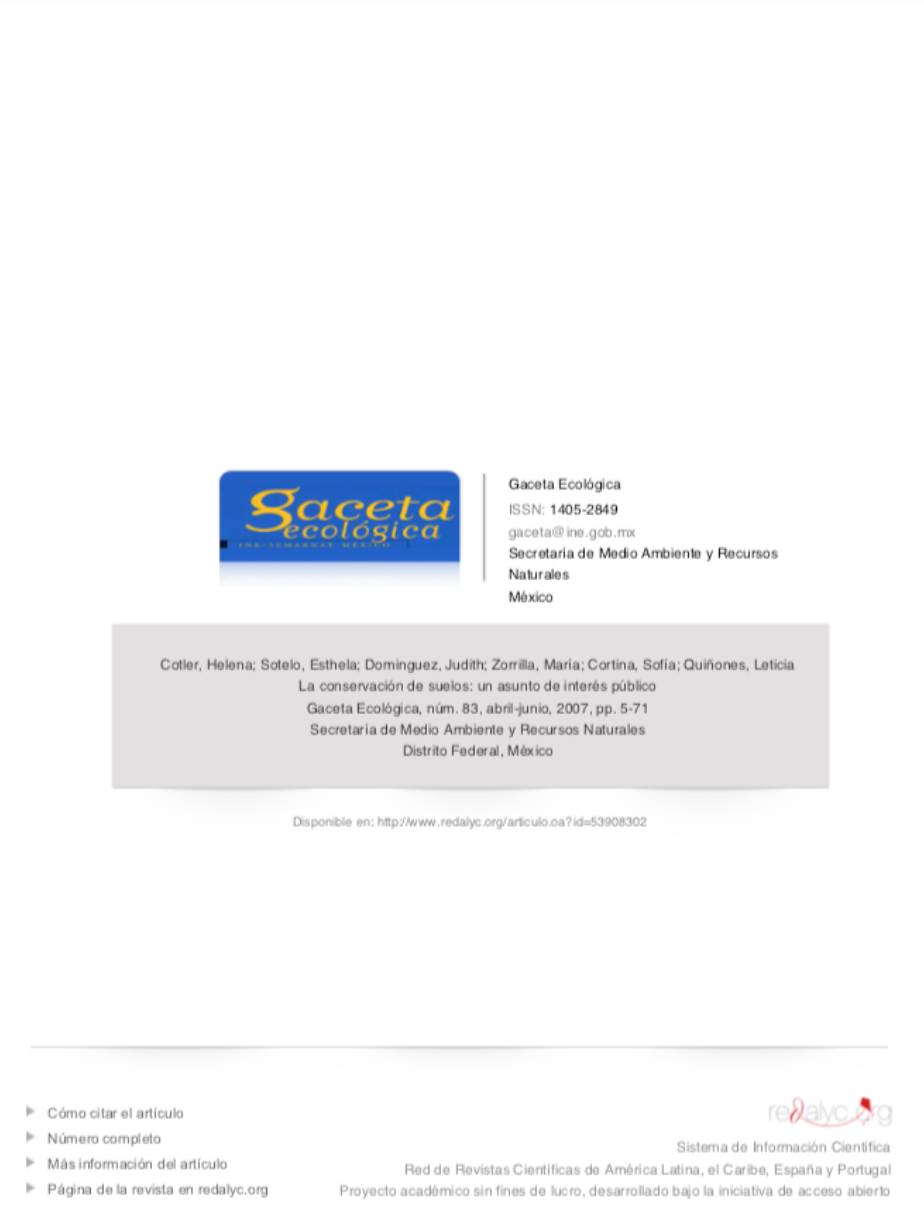 gaceta
ecológica
INE-SEMARNAT MÉXICO
Gaceta Ecológica
ISSN: 1405-2849
gaceta@ine.gob.mx
Secretaría de Medio Ambiente y Recursos
Naturales
México
Cotler, Helena; Sotelo, Esthela; Dominguez, Judith; Zorrilla, María; Cortina, Sofía; Quiñones, Leticia
La conservación de suelos: un asunto de interés público
Gaceta Ecológica, núm. 83, abril-junio, 2007, pp. 5-71
Secretaría de Medio Ambiente y Recursos Naturales
Distrito Federal, México
Disponible en: http://www.redalyc.org/articulo.oa?id=53908302
Cómo citar el artículo
Número completo
Más información del artículo
Página de la revista en redalyc.org
redalyc.org
Sistema de Información Científica
Red de Revistas Científicas de América Latina, el Caribe, España y Portugal
Proyecto académico sin fines de lucro, desarrollado bajo la iniciativa de acceso abierto